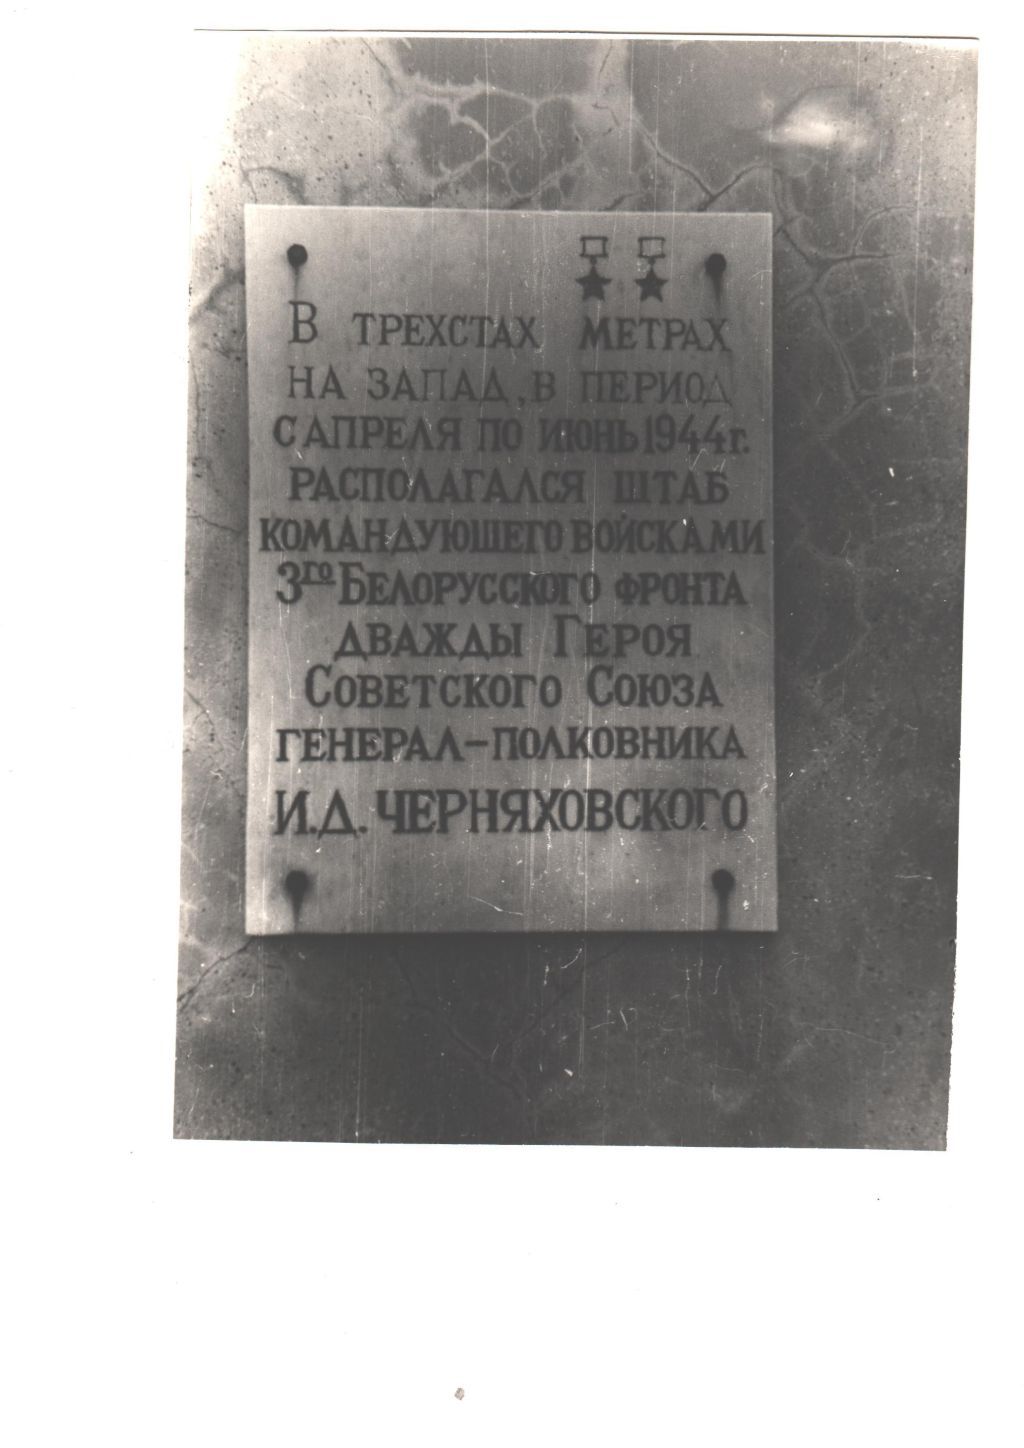 В ТРЕХСТАХ МЕТРАХ
НА ЗАПАД, В ПЕРИОД
С АПРЕЛЯ ПО ИЮНЬ 1944 г.
РАСПОЛАГАЛСЯ ШТАБ
КОМАНДУЮЩЕГО ВОЙСКАМИ
3го БЕЛОРУССКОГО ФРОНТА
ДВАЖДЫ ГЕРОЯ
СОВЕТСКОГО СОЮЗА
ГЕНЕРАЛ-ПОЛКОВНИКА
И.Д. ЧЕРНЯХОВСКОГО